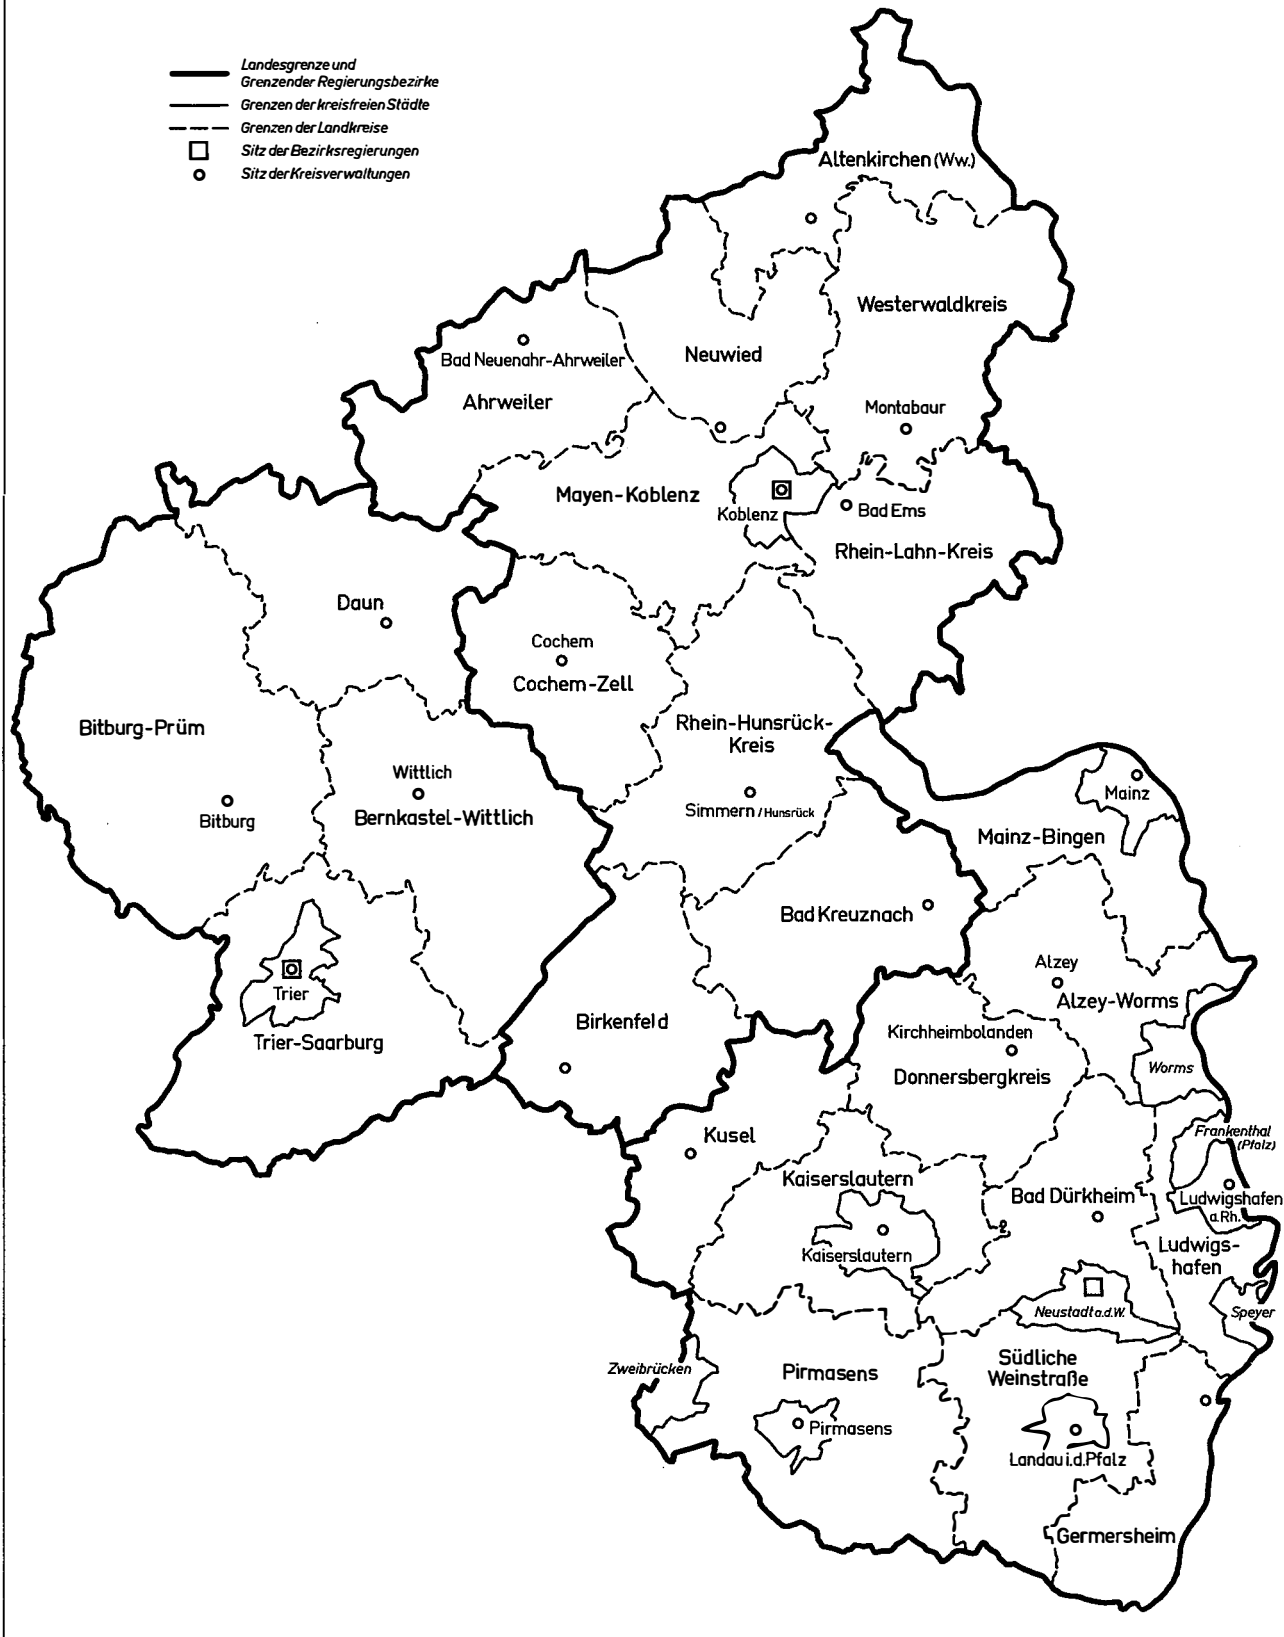 Landesgrenze und
Grenzen der Regierungsbezirke
Grenzen der kreisfreien Städte
Grenzen der Landkreise
Sitz der Bezirksregierungen
Sitz der Kreisverwaltungen
Altenkirchen (Ww.)
Westerwaldkreis
Neuwied
Bad Neuenahr-Ahrweiler
Ahrweiler
Montabaur
Mayen-Koblenz
Koblenz
Bad Ems
Rhein-Lahn-Kreis
Daun
Cochem
Cochem-Zell
Bitburg-Prüm
Rhein-Hunsrück-
Kreis
Wittlich
Bernkastel-Wittlich
Bitburg
Simmern / Hunsrück
Mainz
Mainz-Bingen
Bad Kreuznach
Alzey
Alzey-Worms
Trier
Trier-Saarburg
Birkenfeld
Kirchheimbolanden
Donnersbergkreis
Worms
Kusel
Frankenthal
(Pfalz)
Kaiserslautern
Bad Dürkheim
Ludwigshafen
a.Rh.
Kaiserslautern
Ludwigs-
hafen
Neustadt a.d.W.
Speyer
Zweibrücken
Pirmasens
Südliche
Weinstraße
Pirmasens
Landau i.d.Pfalz
Germersheim